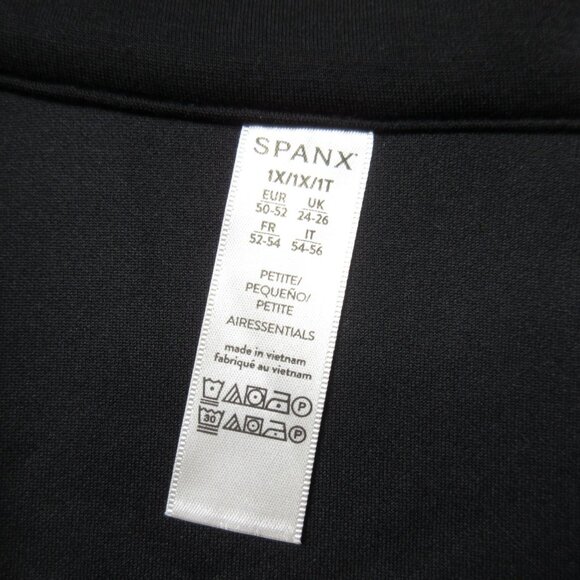 SPANX
1X/1X/1T
EUR UK
50-52 24-26
FR IT
52-54 54-56
PETITE/
PEQUEÑO/
PETITE
AIRESSENTIALS
made in vietnam
fabriqué au vietnam
P
30 P